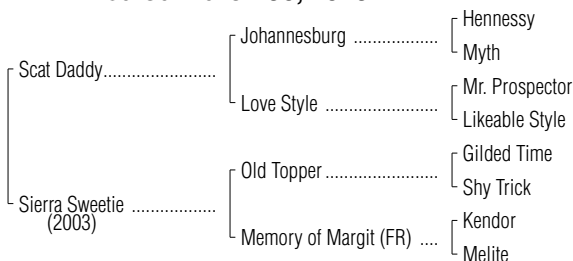 Hennessy
Johannesburg ..................
Myth
Scat Daddy........................
Mr. Prospector
Love Style ........................
Likeable Style
Gilded Time
Old Topper ........................
Shy Trick
Sierra Sweetie ..................
(2003)
Kendor
Memory of Margit (FR) ....
Melite